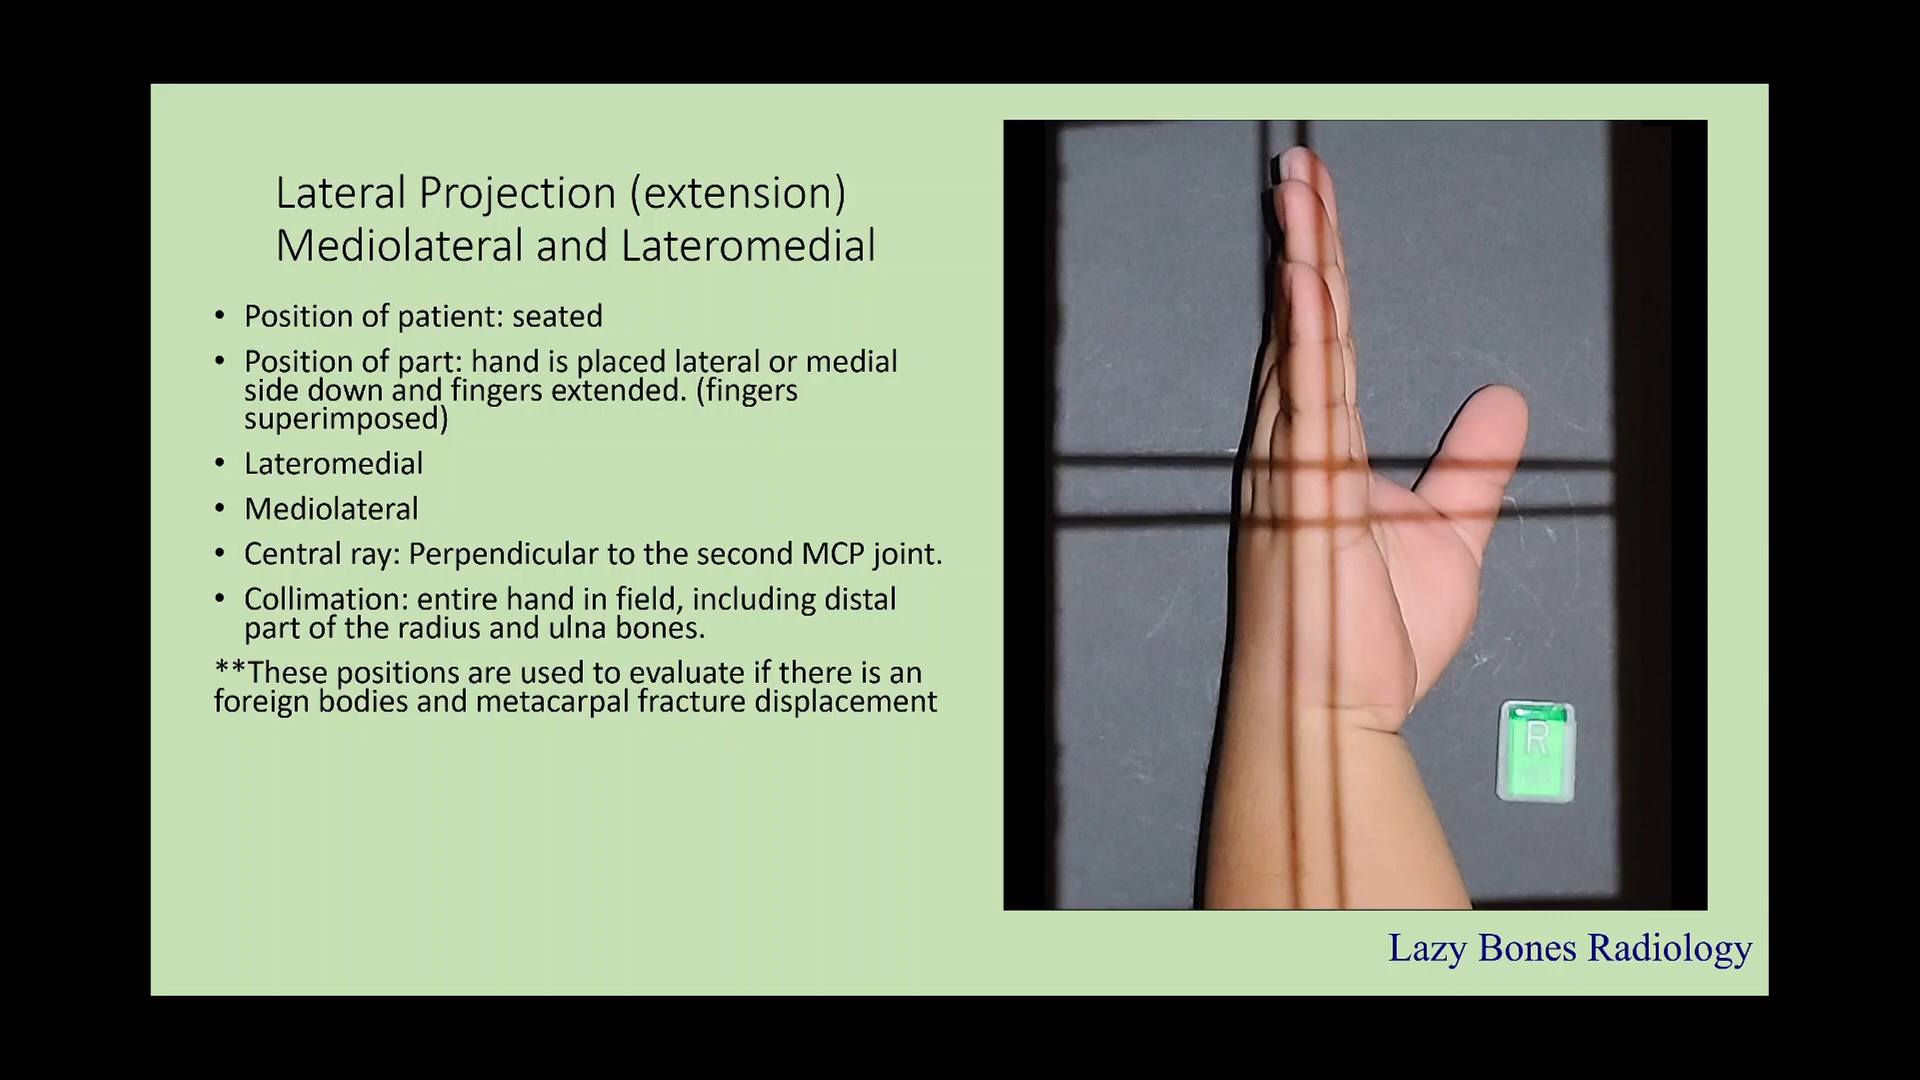 Lateral Projection (extension)
Mediolateral and Lateromedial
• Position of patient: seated
• Position of part: hand is placed lateral or medial
side down and fingers extended. (fingers
superimposed)
• Lateromedial
• Mediolateral
• Central ray: Perpendicular to the second MCP joint.
• Collimation: entire hand in field, including distal
part of the radius and ulna bones.
**These positions are used to evaluate if there is an
foreign bodies and metacarpal fracture displacement
R
Lazy Bones Radiology